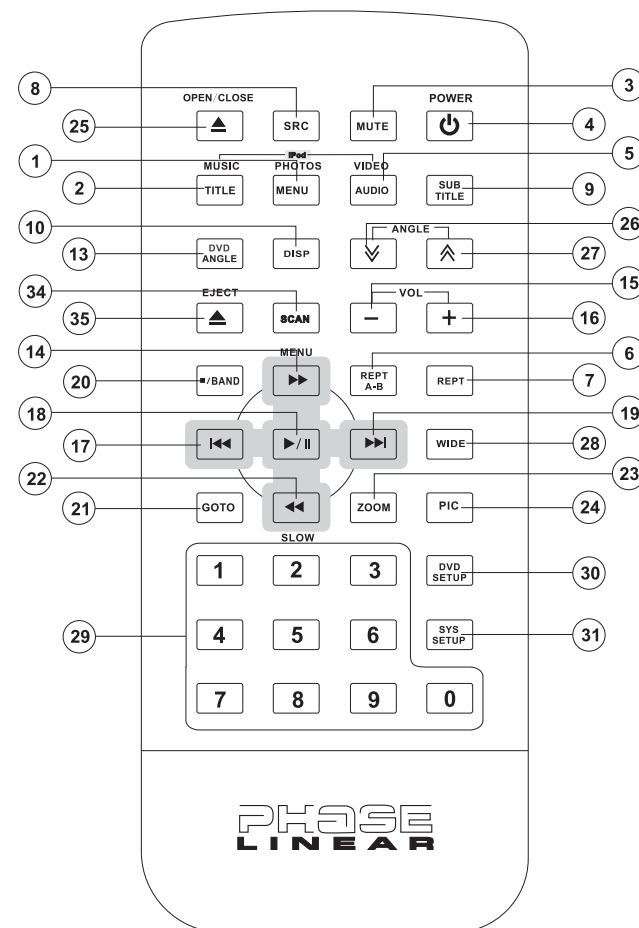 8
3
OPEN/CLOSE
POWER
25
SRC
MUTE
4
1
iPod
5
MUSIC
PHOTOS
VIDEO
2
TITLE
MENU
AUDIO
SUB
TITLE
9
10
26
ANGLE
13
DVD
ANGLE
DISP
27
34
15
EJECT
VOL
35
SCAN
−
+
16
14
MENU
6
20
■/BAND
REPT
A-B
REPT
7
18
19
17
WIDE
28
22
23
21
GOTO
ZOOM
PIC
24
SLOW
1
2
3
DVD
SETUP
30
29
4
5
6
SYS
SETUP
31
7
8
9
0
PHASE
LINEAR